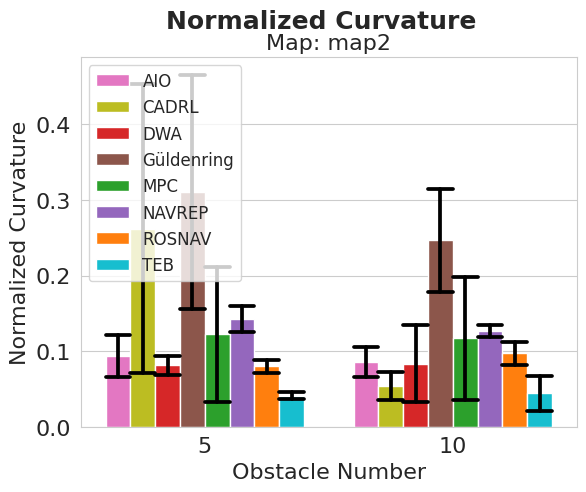 Normalized Curvature
Map: map2
Normalized Curvature
0.4
0.3
0.2
0.1
0.0
AIO
CADRL
DWA
Güldenring
MPC
NAVREP
ROSNAV
TEB
5
10
Obstacle Number